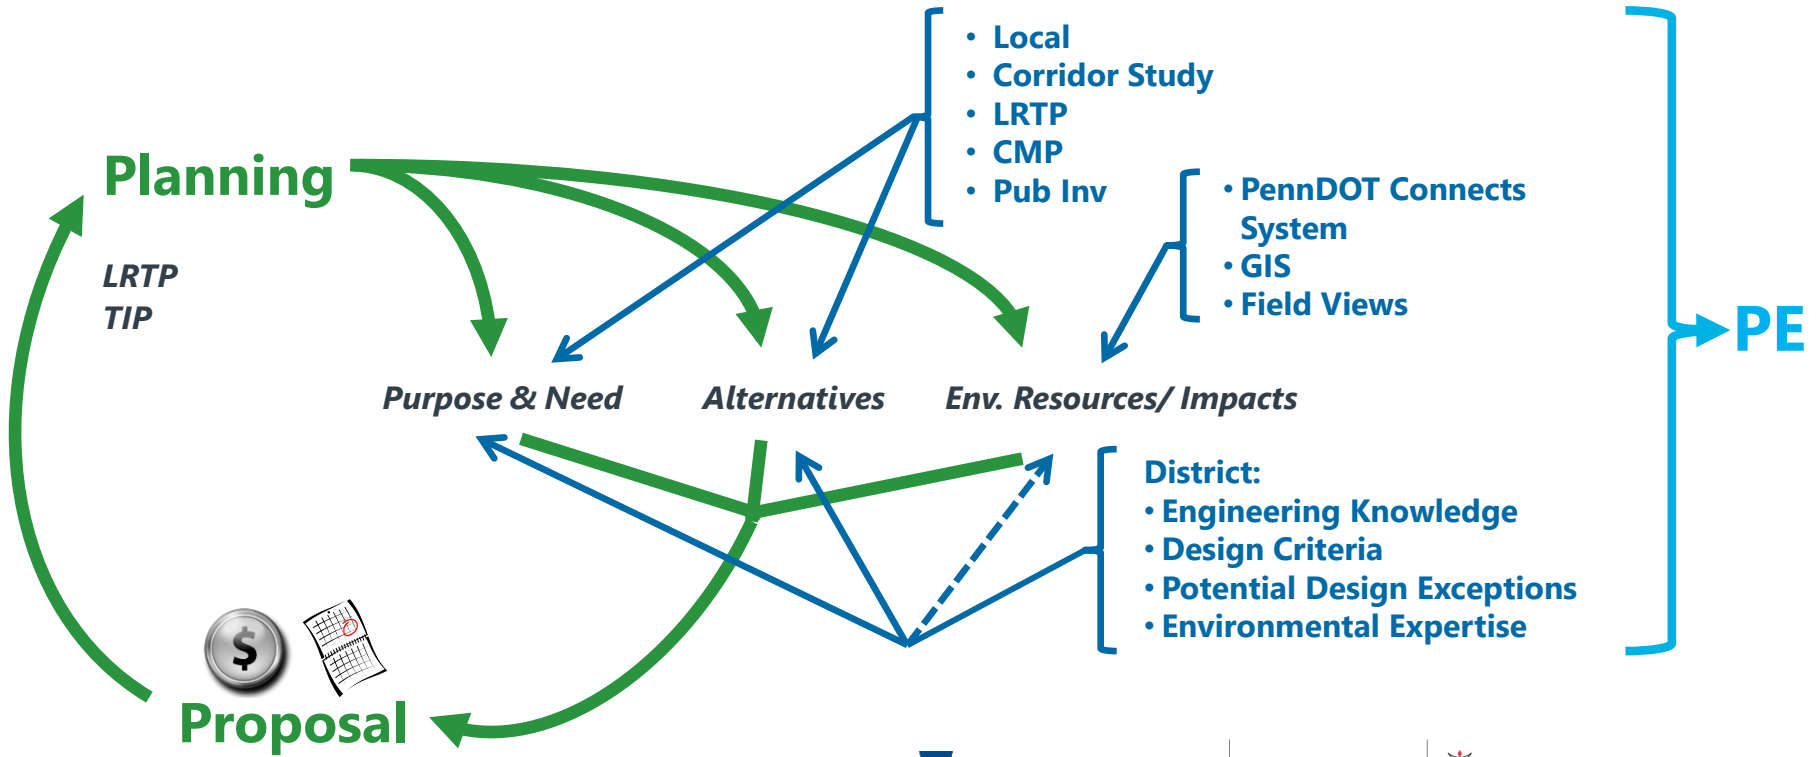 • Local
• Corridor Study
• LRTP
• CMP
• Pub Inv
Planning
• PennDOT Connects
System
• GIS
• Field Views
LRTP
TIP
PE
Purpose & Need
Alternatives
Env. Resources/ Impacts
District:
• Engineering Knowledge
• Design Criteria
• Potential Design Exceptions
• Environmental Expertise
$
Proposal